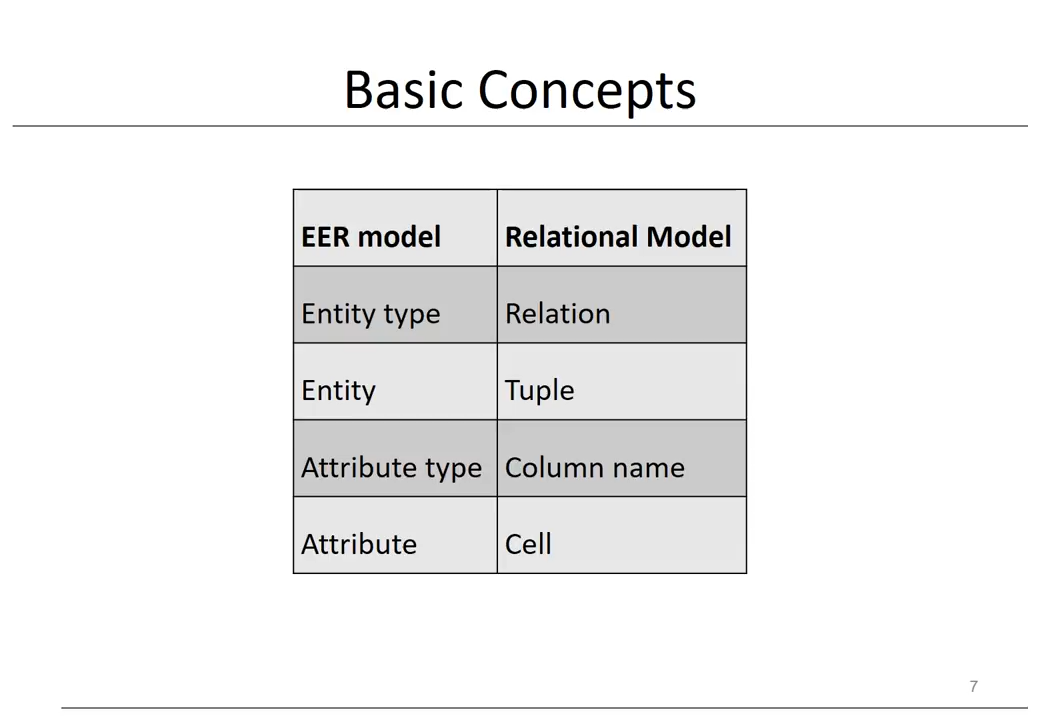 Basic Concepts
EER model Relational Model
Entity type Relation
Entity Tuple
Attribute type Column name
Attribute Cell
7